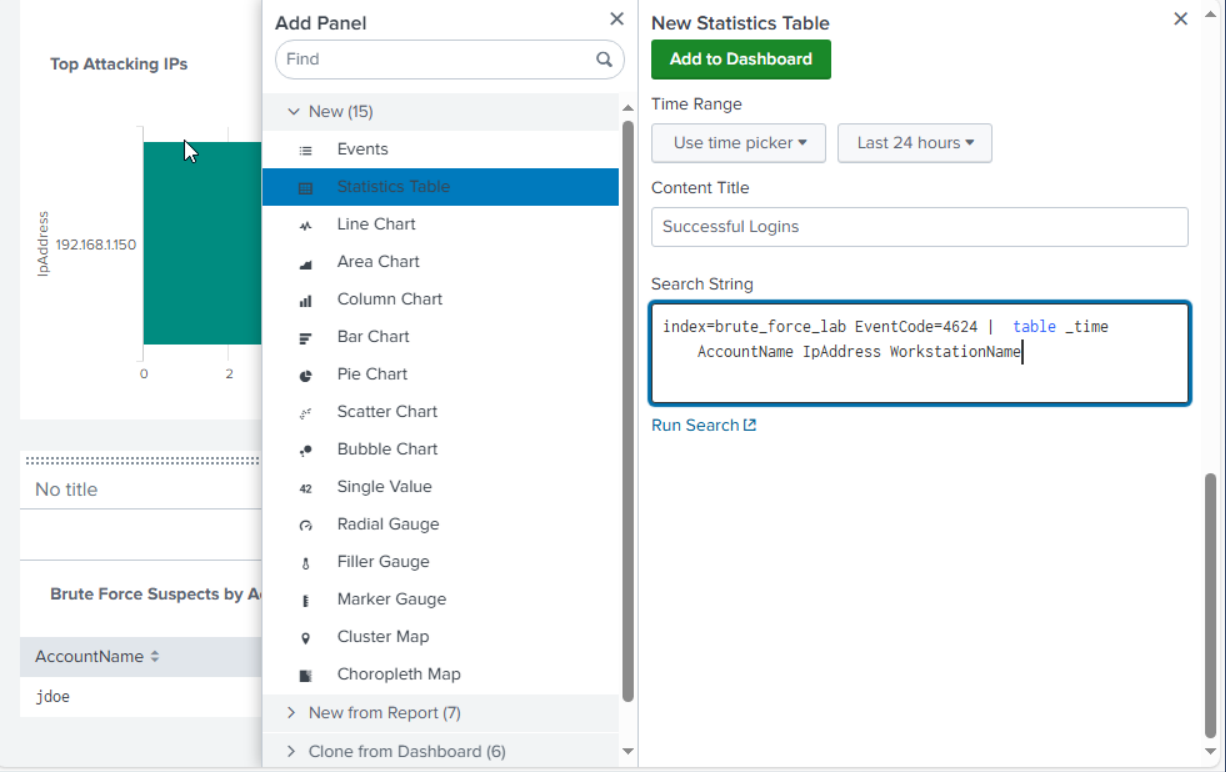 Top Attacking IPs
IpAddress
192.168.1.150
0
2
No title
Brute Force Suspects by
AccountName
jdoe
Add Panel
Find
New (15)
Events
Statistics Table
Line Chart
Area Chart
Column Chart
Bar Chart
Pie Chart
Scatter Chart
Bubble Chart
42
Single Value
Radial Gauge
Filler Gauge
Marker Gauge
Cluster Map
Choropleth Map
New from Report (7)
Clone from Dashboard (6)
New Statistics Table
Add to Dashboard
Time Range
Use time picker
Last 24 hours
Content Title
Successful Logins
Search String
index=brute_force_lab EventCode=4624 |  table _time
AccountName IpAddress WorkstationName
Run Search